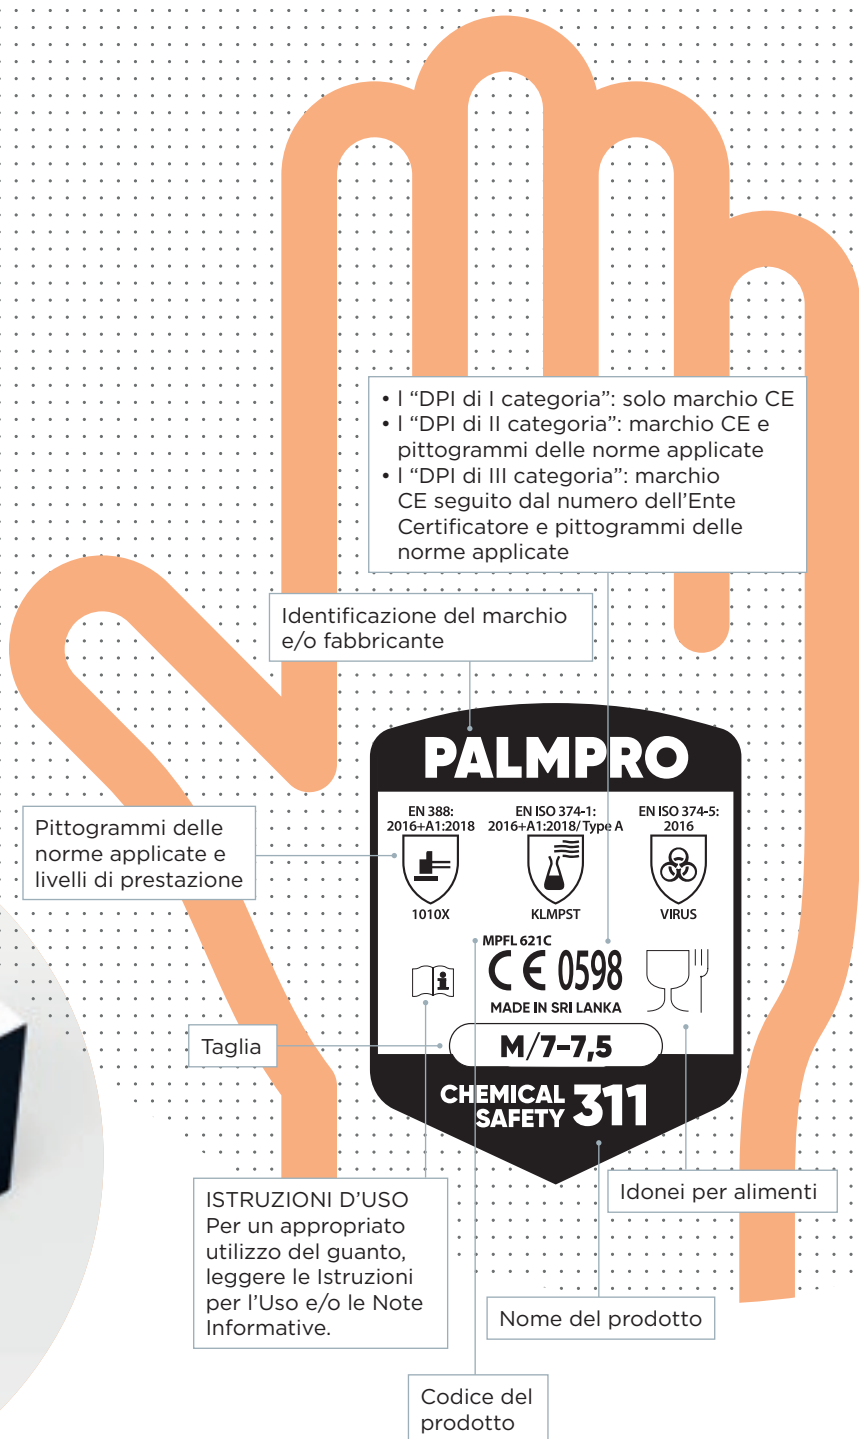 • I “DPI di I categoria”: solo marchio CE
• I “DPI di II categoria”: marchio CE e
pittogrammi delle norme applicate
• I “DPI di III categoria”: marchio
CE seguito dal numero dell’Ente
Certificatore e pittogrammi delle
norme applicate
Identificazione del marchio
e/o fabbricante
PALMPRO
Pittogrammi delle
norme applicate e
livelli di prestazione
EN 388:
2016+A1:2018
1010X
EN ISO 374-1:
2016+A1:2018/Type A
KLMPST
EN ISO 374-5:
2016
VIRUS
MPFL 621C
CE 0598
MADE IN SRI LANKA
Taglia
M/7-7,5
CHEMICAL
SAFETY 311
ISTRUZIONI D’USO
Per un appropriato
utilizzo del guanto,
leggere le Istruzioni
per l’Uso e/o le Note
Informative.
Idonei per alimenti
Nome del prodotto
Codice del
prodotto